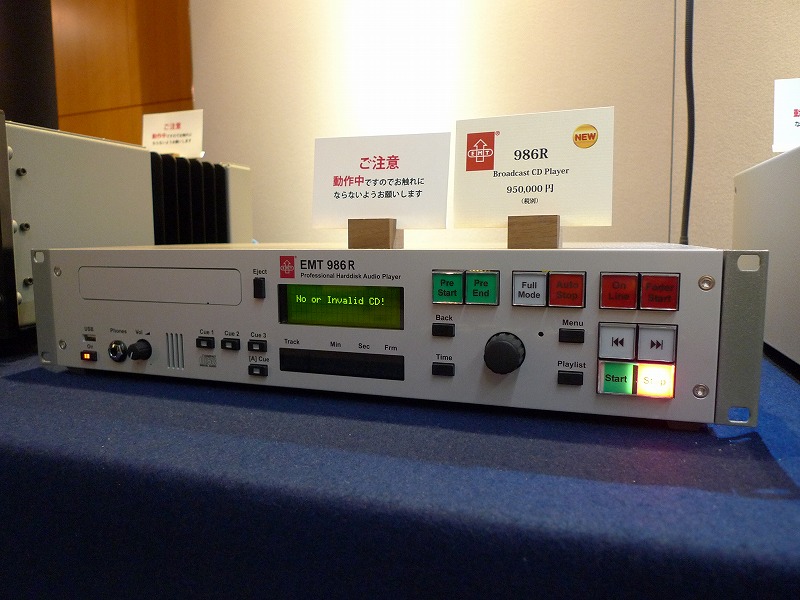 ご注意
ご注意
動作中ですのでお触れに
ならないようお願いします
EMT
®
NEW
986R
Broadcast CD Player
950,000円
(税別)
EMT 986R
Professional Harddisk Audio Player
Eject
No or Invalid CD!
Pre Start
Pre End
Full Mode
Auto Stop
On Line
Fader Start
USB
On
Phones
Vol
Cue 1
Cue 2
Cue 3
[A] Cue
Track
Min
Sec
Frm
Back
Time
Menu
Playlist
Start
Stop